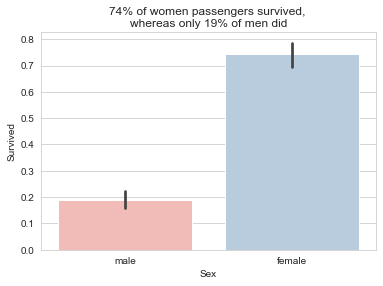 74% of women passengers survived,
whereas only 19% of men did
0.8
0.7
0.6
0.5
0.4
0.3
0.2
0.1
0.0
Survived
male
female
Sex